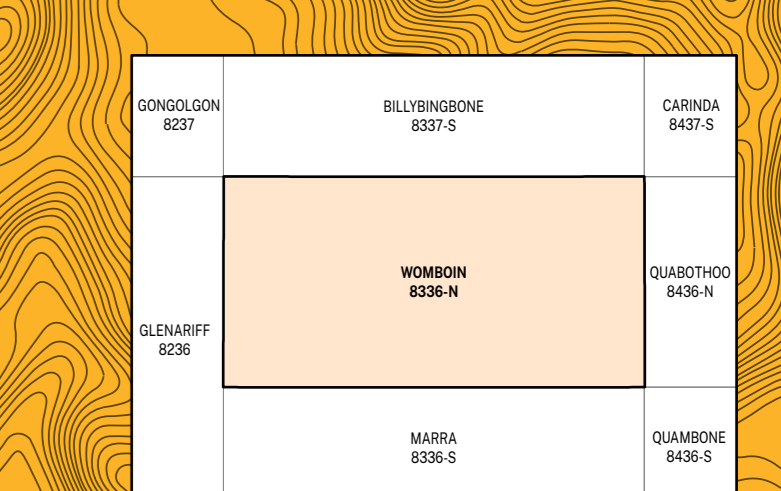 GONGOLGON
8237
BILLYBINGBONE
8337-S
CARINDA
8437-S
WOMBOIN
8336-N
QUABOTHOO
8436-N
GLENARIFF
8236
MARRA
8336-S
QUAMBONE
8436-S